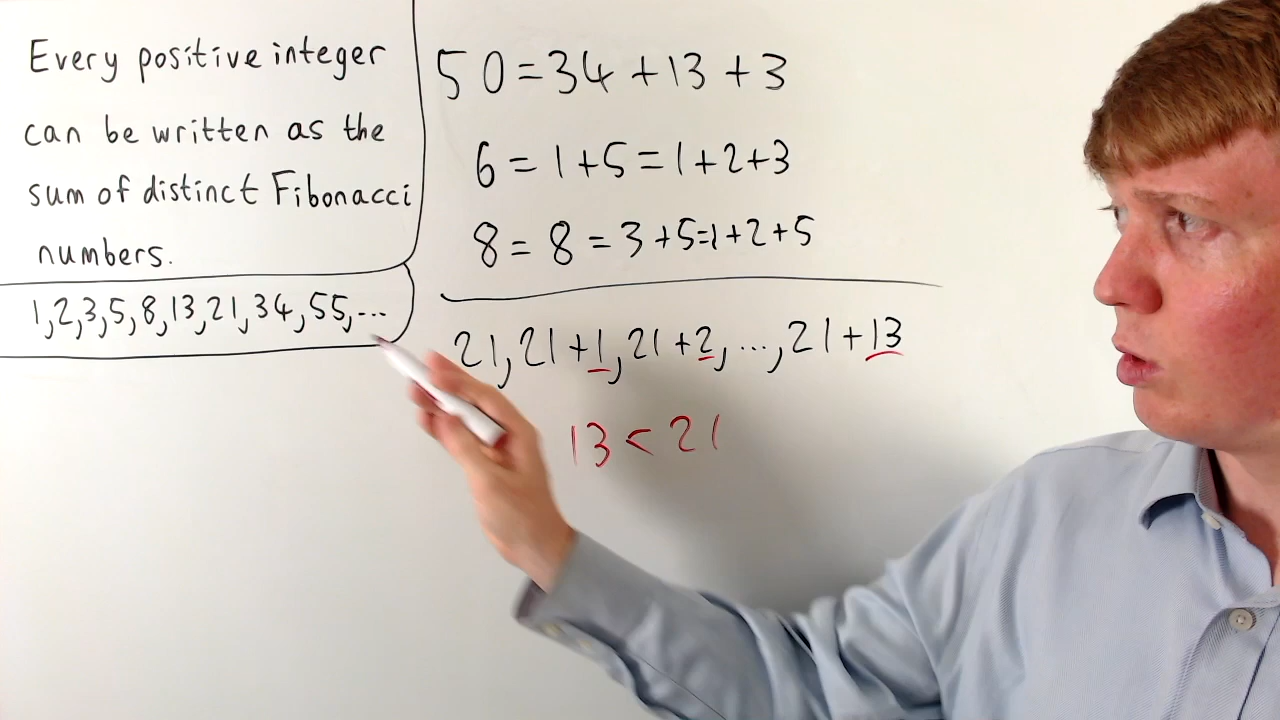 Every positive integer
can be written as the
sum of distinct Fibonacci
numbers.
1,2,3,5,8,13,21,34,55,...
50=34+13+3
6=1+5=1+2+3
8=8=3+5=1+2+5
21,21+1,21+2,...,21+13
13<21